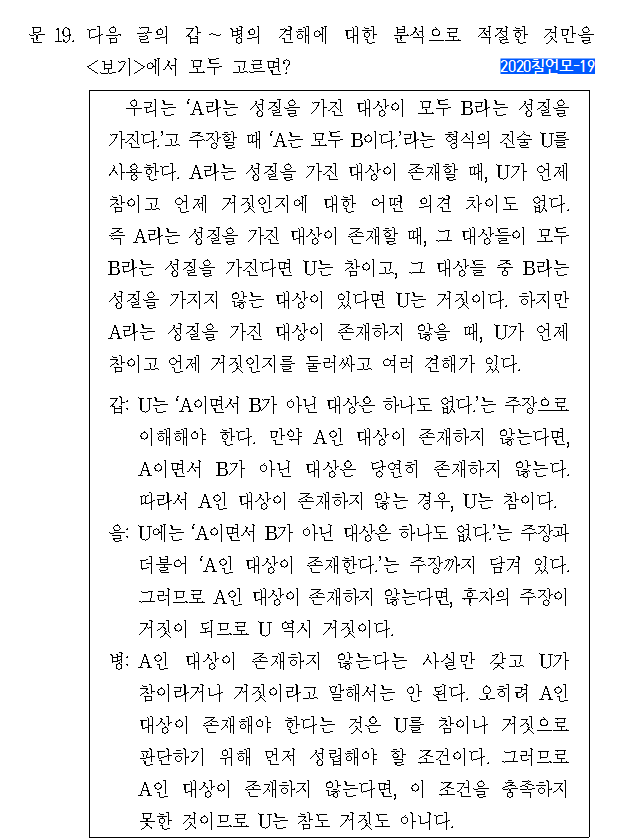 문 19. 다음 글의 갑 ~ 병의 견해에 대한 분석으로 적절한 것만을
<보기>에서 모두 고르면?
2020침언모-19
우리는 ‘A라는 성질을 가진 대상이 모두 B라는 성질을
가진다.’고 주장할 때 ‘A는 모두 B이다.’라는 형식의 진술 U를
사용한다. A라는 성질을 가진 대상이 존재할 때, U가 언제
참이고 언제 거짓인지에 대한 어떤 의견 차이도 없다.
즉 A라는 성질을 가진 대상이 존재할 때, 그 대상들이 모두
B라는 성질을 가진다면 U는 참이고, 그 대상들 중 B라는
성질을 가지지 않는 대상이 있다면 U는 거짓이다. 하지만
A라는 성질을 가진 대상이 존재하지 않을 때, U가 언제
참이고 언제 거짓인지를 둘러싸고 여러 견해가 있다.
갑: U는 ‘A이면서 B가 아닌 대상은 하나도 없다.’는 주장으로
이해해야 한다. 만약 A인 대상이 존재하지 않는다면,
A이면서 B가 아닌 대상은 당연히 존재하지 않는다.
따라서 A인 대상이 존재하지 않는 경우, U는 참이다.
을: U에는 ‘A이면서 B가 아닌 대상은 하나도 없다.’는 주장과
더불어 ‘A인 대상이 존재한다.’는 주장까지 담겨 있다.
그러므로 A인 대상이 존재하지 않는다면, 후자의 주장이
거짓이 되므로 U 역시 거짓이다.
병: A인 대상이 존재하지 않는다는 사실만 갖고 U가
참이라거나 거짓이라고 말해서는 안 된다. 오히려 A인
대상이 존재해야 한다는 것은 U를 참이나 거짓으로
판단하기 위해 먼저 성립해야 할 조건이다. 그러므로
A인 대상이 존재하지 않는다면, 이 조건을 충족하지
못한 것이므로 U는 참도 거짓도 아니다.